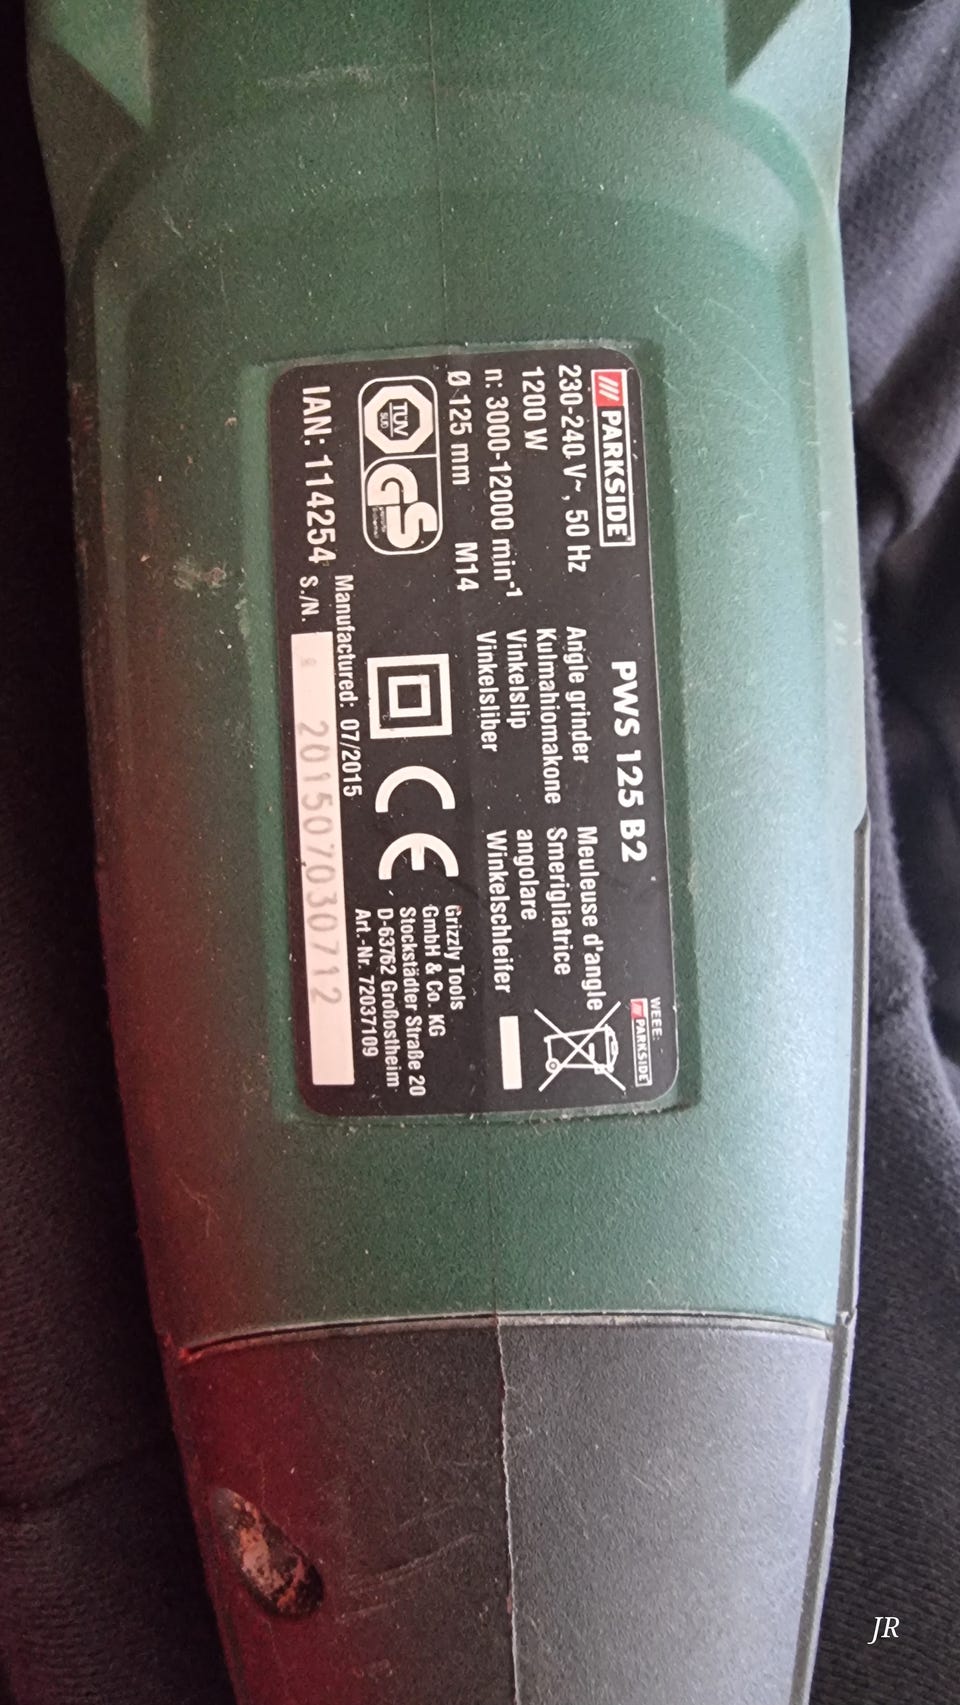 PARKSIDE
230-240 V~, 50 Hz
1200 W
n: 3000-12000 min⁻¹
Ø 125 mm M14
TÜV
SÜD
GS
IAN: 114254 S./N.
201507030712
Manufactured: 07/2015
PWS 125 B2
Angle grinder
Kulmahiomakone
Vinkelslip
Vinkelsliber
Meuleuse d'angle
Smerigliatrice
angolare
Winkelschleifer
CE
WEEE:
PARKSIDE
Grizzly Tools
GmbH & Co. KG
Stockstädter Straße 20
D-63762 Großostheim
Art.-Nr. 72037109
JR